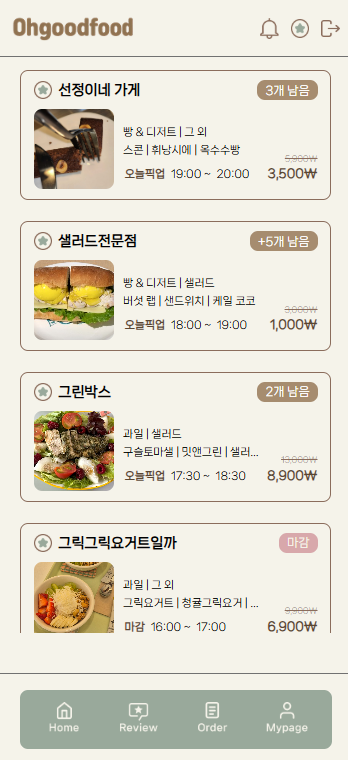 Ohgoodfood
선정이네 가게
3개 남음
빵 & 디저트 | 그 외
스콘 | 휘낭시에 | 옥수수빵
5,900₩
오늘픽업 19:00 ~ 20:00
3,500₩
샐러드전문점
+5개 남음
빵 & 디저트 | 샐러드
버섯 랩 | 샌드위치 | 케일 코코
3,000₩
오늘픽업 18:00 ~ 19:00
1,000₩
그린박스
2개 남음
과일 | 샐러드
구슬토마샐 | 밋앤그린 | 샐러...
13,000₩
오늘픽업 17:30 ~ 18:30
8,900₩
그릭그릭요거트일까
마감
과일 | 그 외
그릭요거트 | 청귤그릭요거 | ...
9,900₩
마감 16:00 ~ 17:00
6,900₩
Home
Review
Order
Mypage